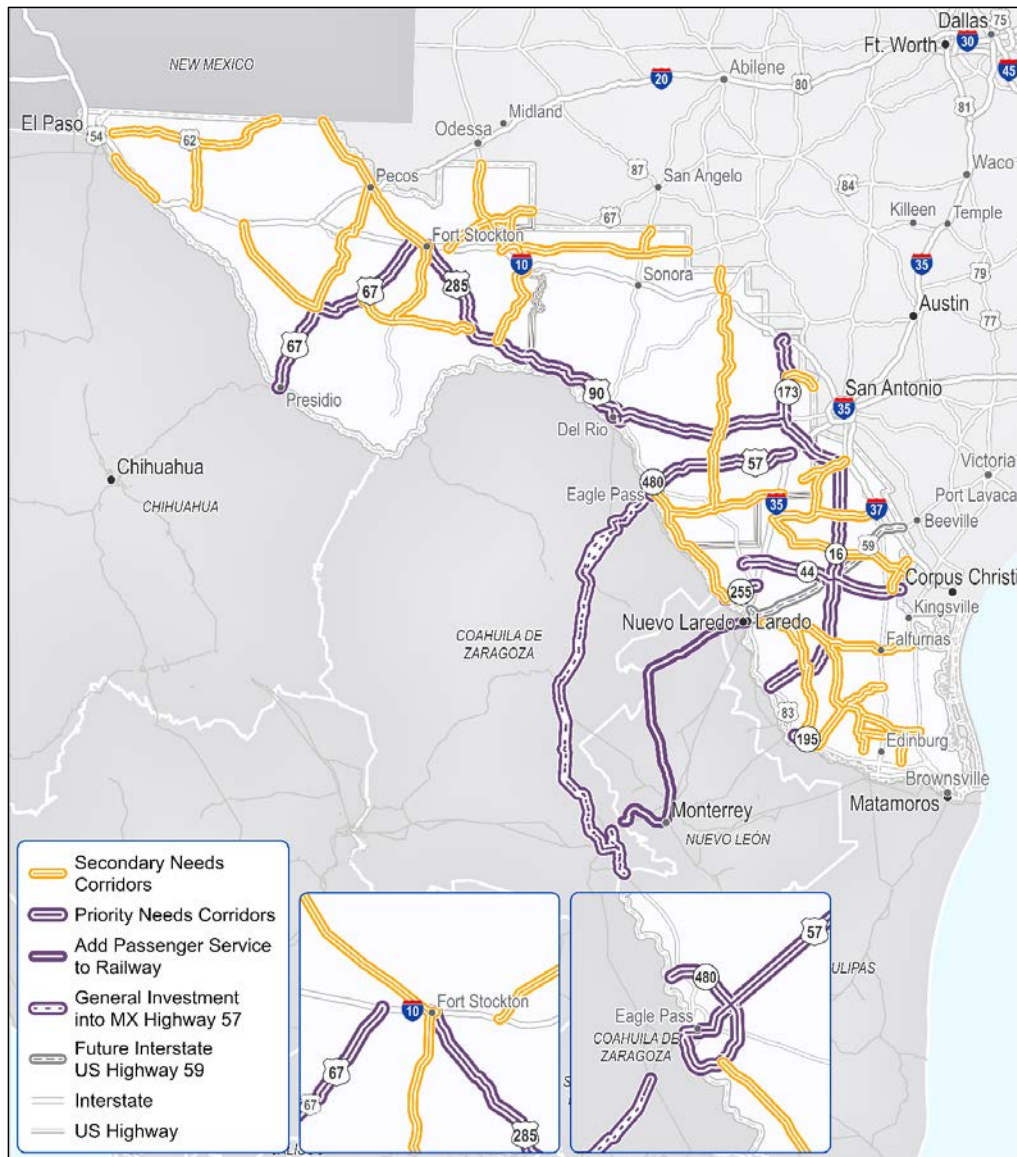 Dallas
75
Ft. Worth
30
45
NEW MEXICO
20
Abilene
80
81
El Paso
54
62
Midland
Odessa
Waco
87
Pecos
San Angelo
84
67
Killeen
Temple
Fort Stockton
10
35
79
67
285
Sonora
Austin
77
67
90
173
San Antonio
35
Presidio
Del Rio
Chihuahua
57
Victoria
480
CHIHUAHUA
Eagle Pass
Port Lavaca
35
37
Beeville
59
16
44
Corpus Christi
255
Kingsville
Nuevo Laredo
Laredo
COAHUILA DE
ZARAGOZA
Falfurrias
83
195
Edinburg
Brownsville
Matamoros
Monterrey
NUEVO LEÓN
Secondary Needs
Corridors
Priority Needs Corridors
Add Passenger Service
to Railway
General Investment
into MX Highway 57
Future Interstate
US Highway 59
Interstate
US Highway
10
Fort Stockton
67
67
285
57
480
Eagle Pass
COAHUILA DE
ZARAGOZA
ULIPAS